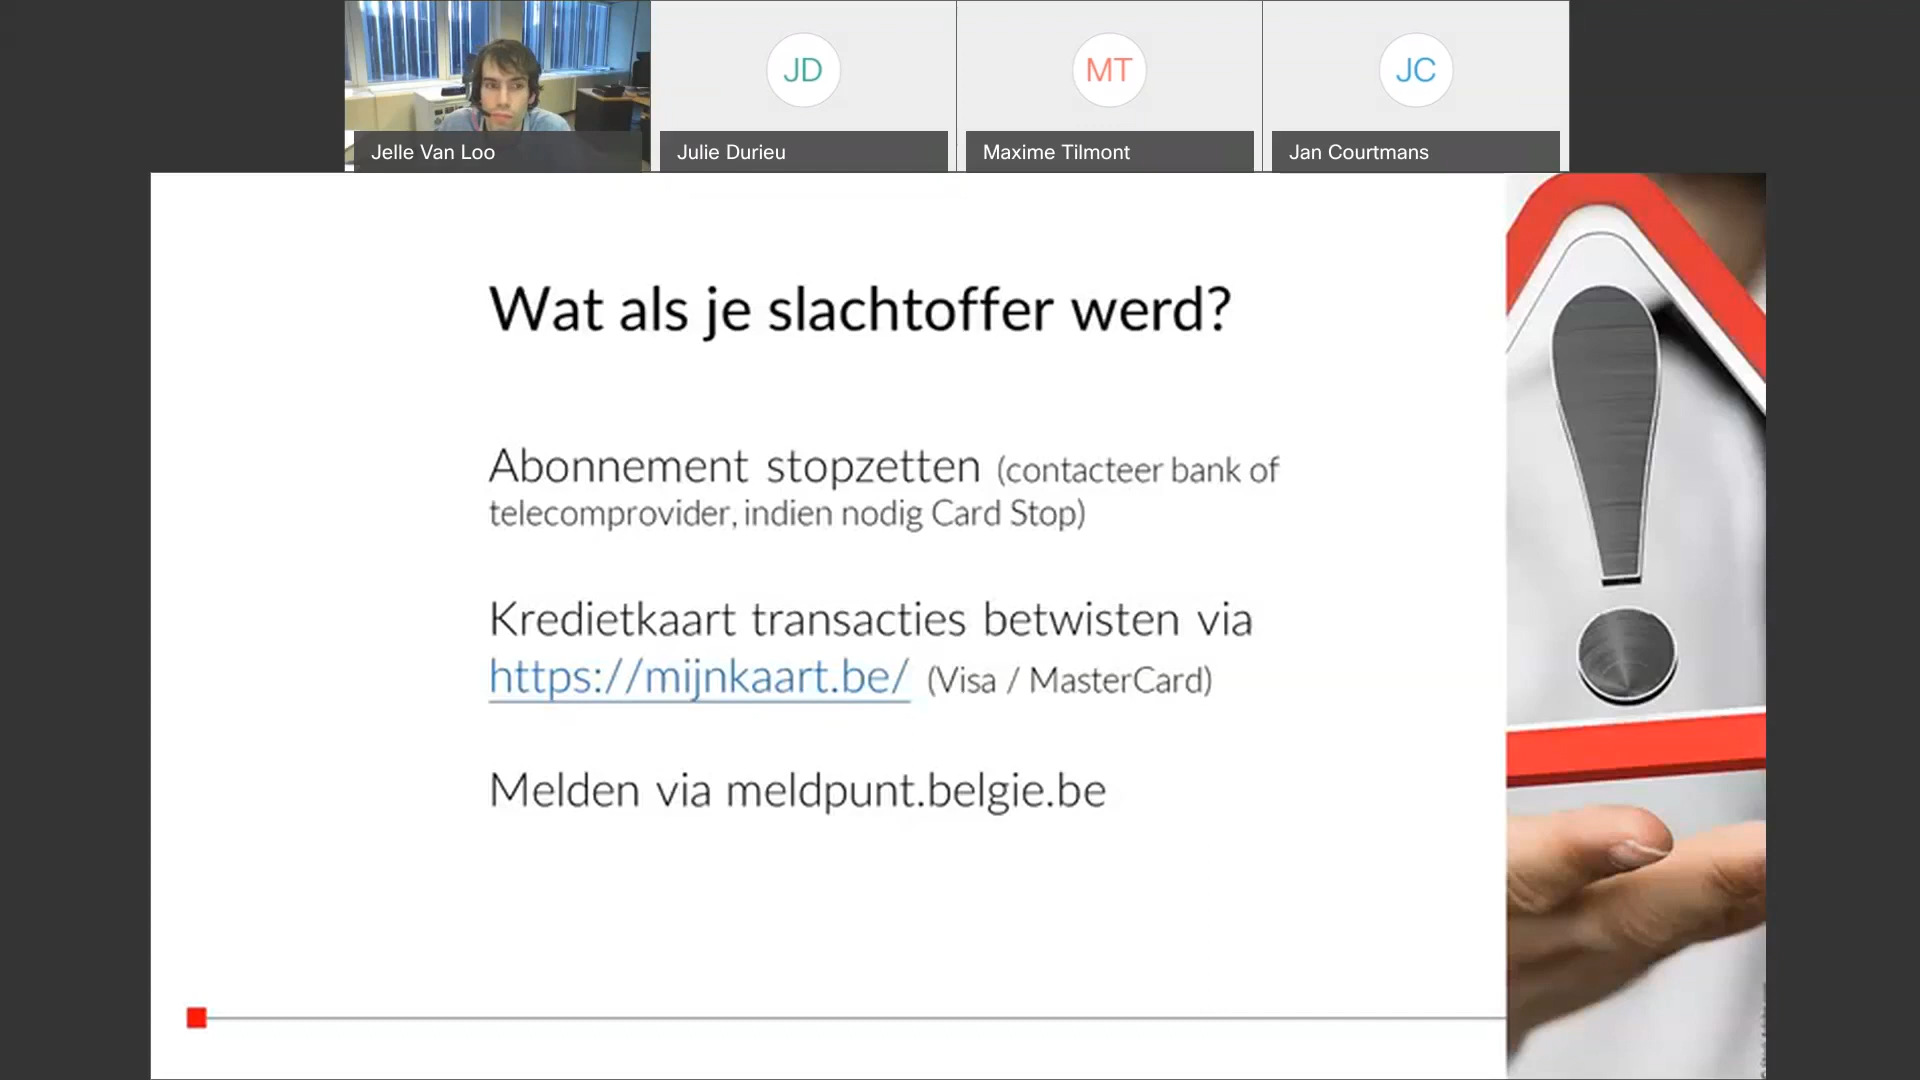 JD
MT
JC
Jelle Van Loo
Julie Durieu
Maxime Tilmont
Jan Courtmans
Wat als je slachtoffer werd?
Abonnement stopzetten (contacteer bank of
telecomprovider, indien nodig Card Stop)
Kredietkaart transacties betwisten via
https://mijnkaart.be/ (Visa / MasterCard)
Melden via meldpunt.belgie.be